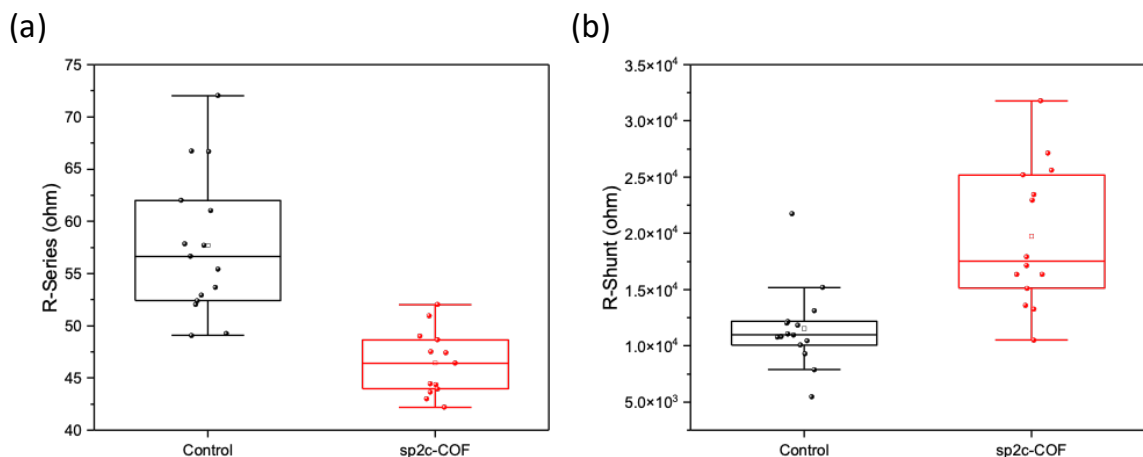 (a)
75
70
65
60
55
50
45
40
R-Series (ohm)
Control
sp2c-COF
(b)
3.5×10⁴
3.0×10⁴
2.5×10⁴
2.0×10⁴
1.5×10⁴
1.0×10⁴
5.0×10³
R-Shunt (ohm)
Control
sp2c-COF